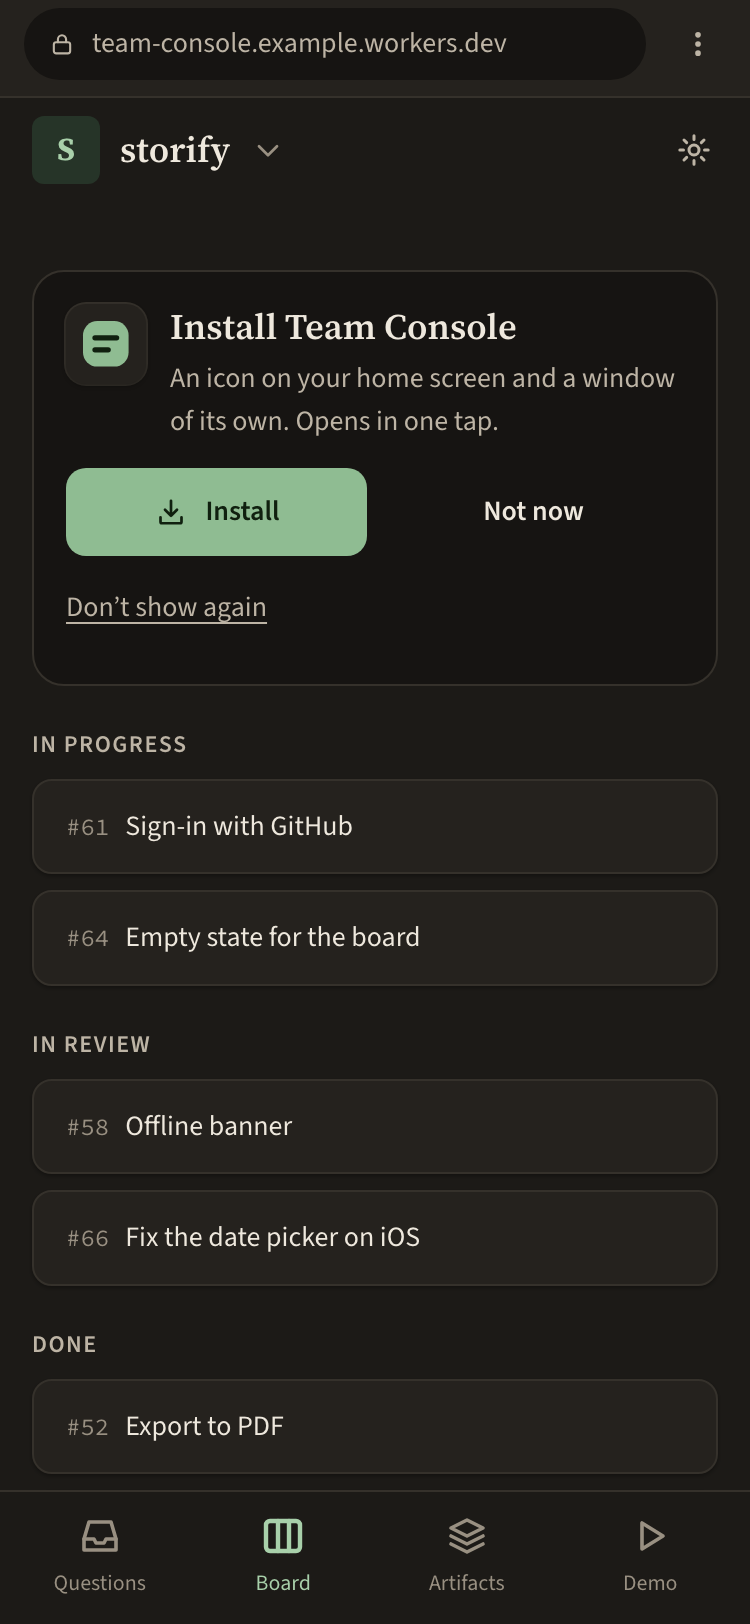 team-console.example.workers.dev
S
storify
Install Team Console
An icon on your home screen and a window
of its own. Opens in one tap.
Install
Not now
Don’t show again
IN PROGRESS
#61 Sign-in with GitHub
#64 Empty state for the board
IN REVIEW
#58 Offline banner
#66 Fix the date picker on iOS
DONE
#52 Export to PDF
Questions
Board
Artifacts
Demo